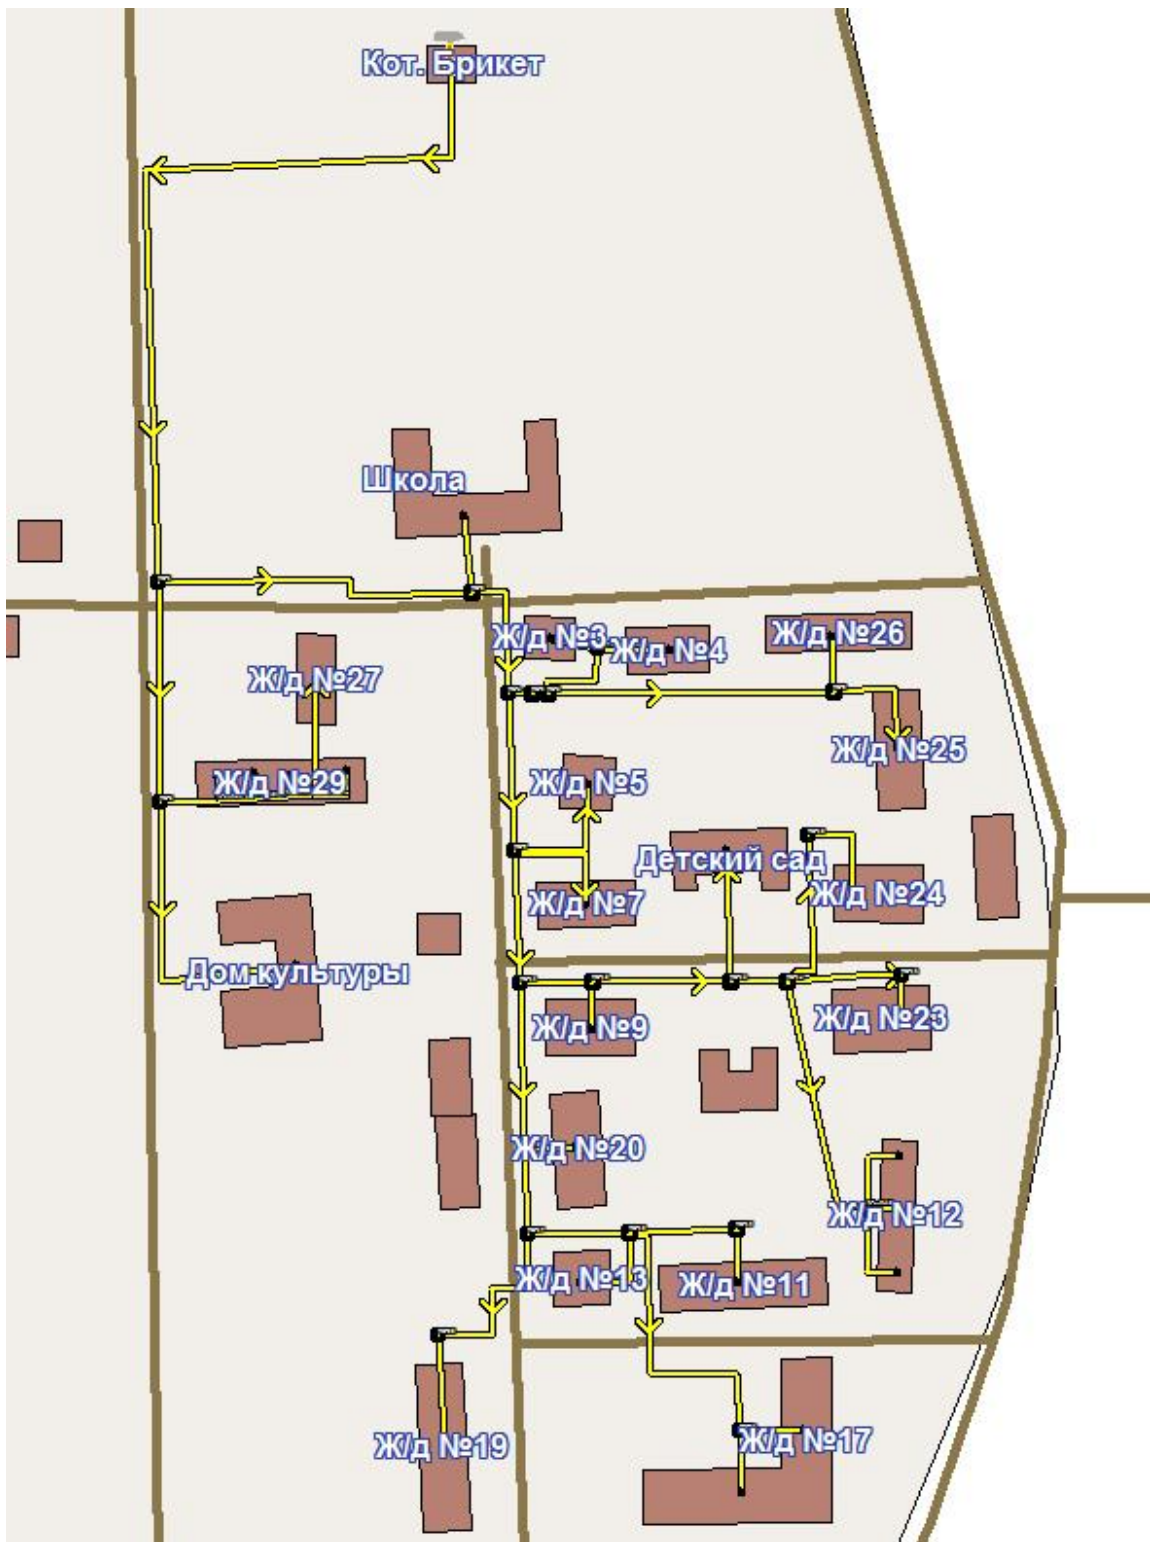 Кот. Брикет
Школа
Ж/д №3
Ж/д №4
Ж/д №26
Ж/д №27
Ж/д №25
Ж/д №29
Ж/д №5
Детский сад
Ж/д №24
Ж/д №7
Дом культуры
Ж/д №9
Ж/д №23
Ж/д №20
Ж/д №12
Ж/д №13
Ж/д №11
Ж/д №19
Ж/д №17